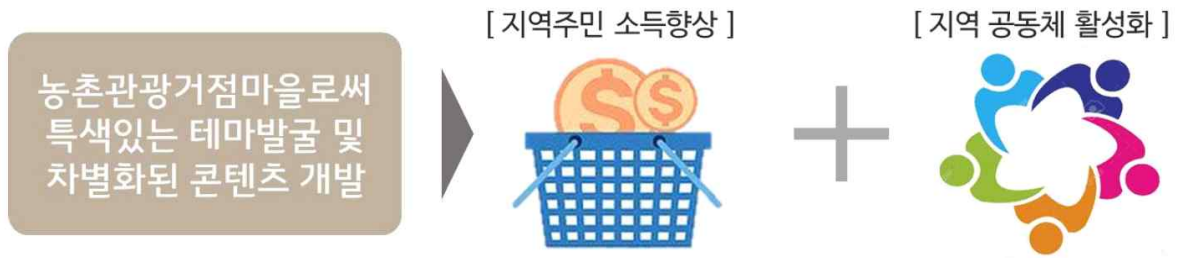 농촌관광거점마을로써
특색있는 테마발굴 및
차별화된 콘텐츠 개발
[ 지역주민 소득향상 ]
[ 지역 공동체 활성화 ]